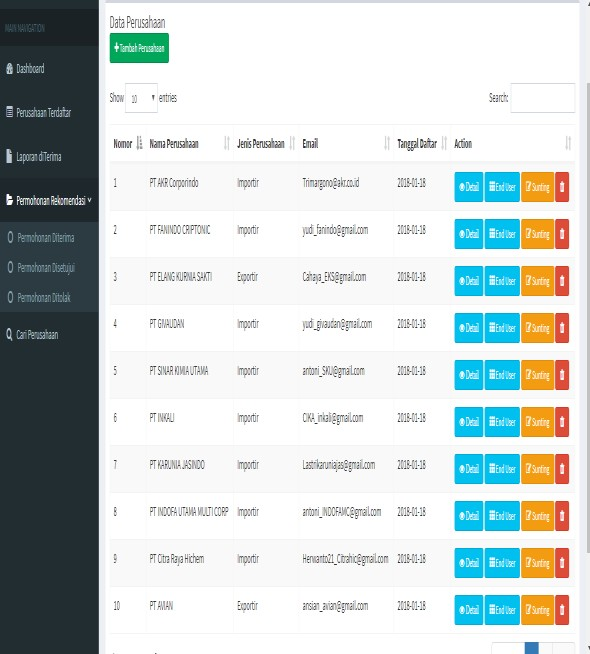 MAIN NAVIGATION
Dashboard
Perusahaan Terdaftar
Laporan diTerima
Permohonan Rekomendasi
Permohonan Diterima
Permohonan Disetujui
Permohonan Ditolak
Cari Perusahaan
Data Perusahaan
+Tambah Perusahaan
Show 10 entries
Search:
Nomor Nama Perusahaan Jenis Perusahaan Email Tanggal Daftar Action
1 PT AKR Corporindo Importir Trimargono@akr.co.id 2018-01-18 Detail End User Sunting
2 PT FANINDO CRIPTONIC Importir yudi_fanindo@gmail.com 2018-01-18 Detail End User Sunting
3 PT ELANG KURNIA SAKTI Exportir Cahaya_EKS@gmail.com 2018-01-18 Detail End User Sunting
4 PT GIVAUDAN Importir yudi_givaudan@gmail.com 2018-01-18 Detail End User Sunting
5 PT SINAR KIMIA UTAMA Importir antoni_SKU@gmail.com 2018-01-18 Detail End User Sunting
6 PT INKALI Importir CIKA_inkali@gmail.com 2018-01-18 Detail End User Sunting
7 PT KARUNIA JASINDO Importir Lastrikaruniajas@gmail.com 2018-01-18 Detail End User Sunting
8 PT INDOFA UTAMA MULTI CORP Importir antoni_INDOFAMC@gmail.com 2018-01-18 Detail End User Sunting
9 PT Citra Raya Hichem Importir Herwanto21_Citrahic@gmail.com 2018-01-18 Detail End User Sunting
10 PT AVIAN Exportir ansian_avian@gmail.com 2018-01-18 Detail End User Sunting